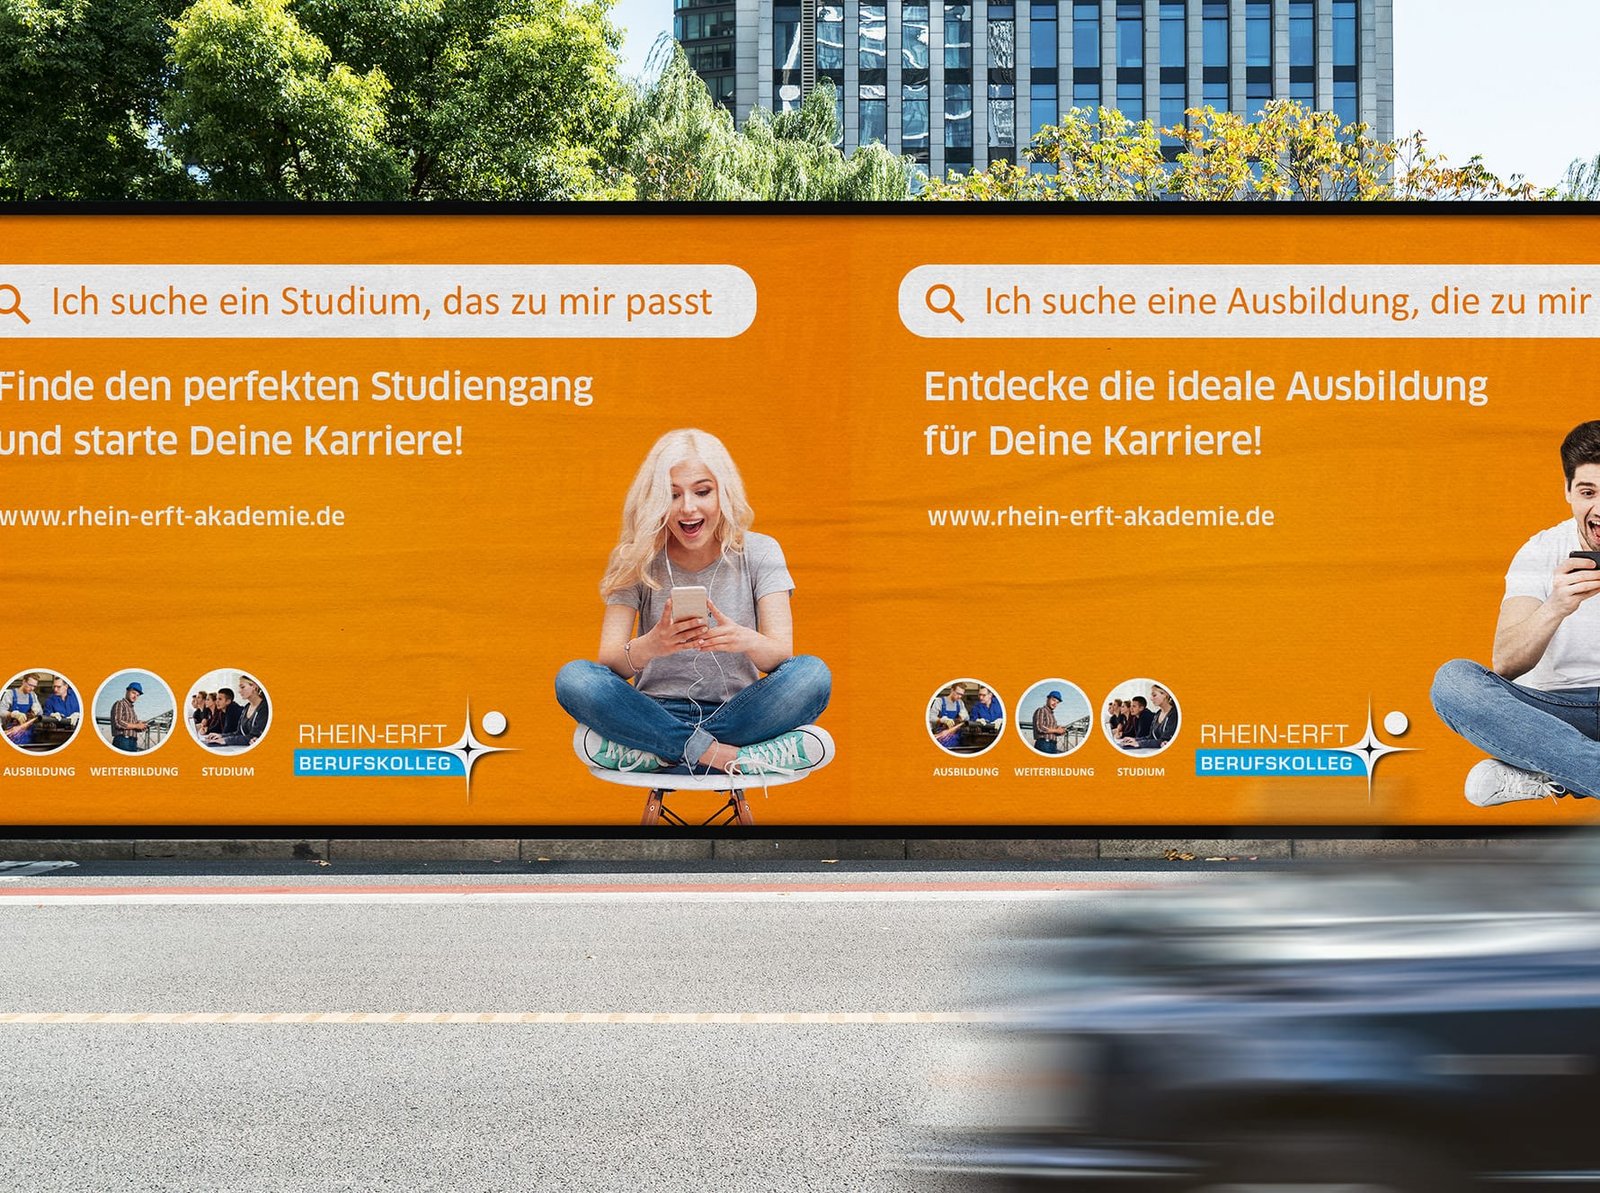 Ich suche ein Studium, das zu mir passt
Finde den perfekten Studiengang
und starte Deine Karriere!
www.rhein-erft-akademie.de
AUSBILDUNG
WEITERBILDUNG
STUDIUM
RHEIN-ERFT
BERUFSKOLLEG
Ich suche eine Ausbildung, die zu mir
Entdecke die ideale Ausbildung
für Deine Karriere!
www.rhein-erft-akademie.de
AUSBILDUNG
WEITERBILDUNG
STUDIUM
RHEIN-ERFT
BERUFSKOLLEG